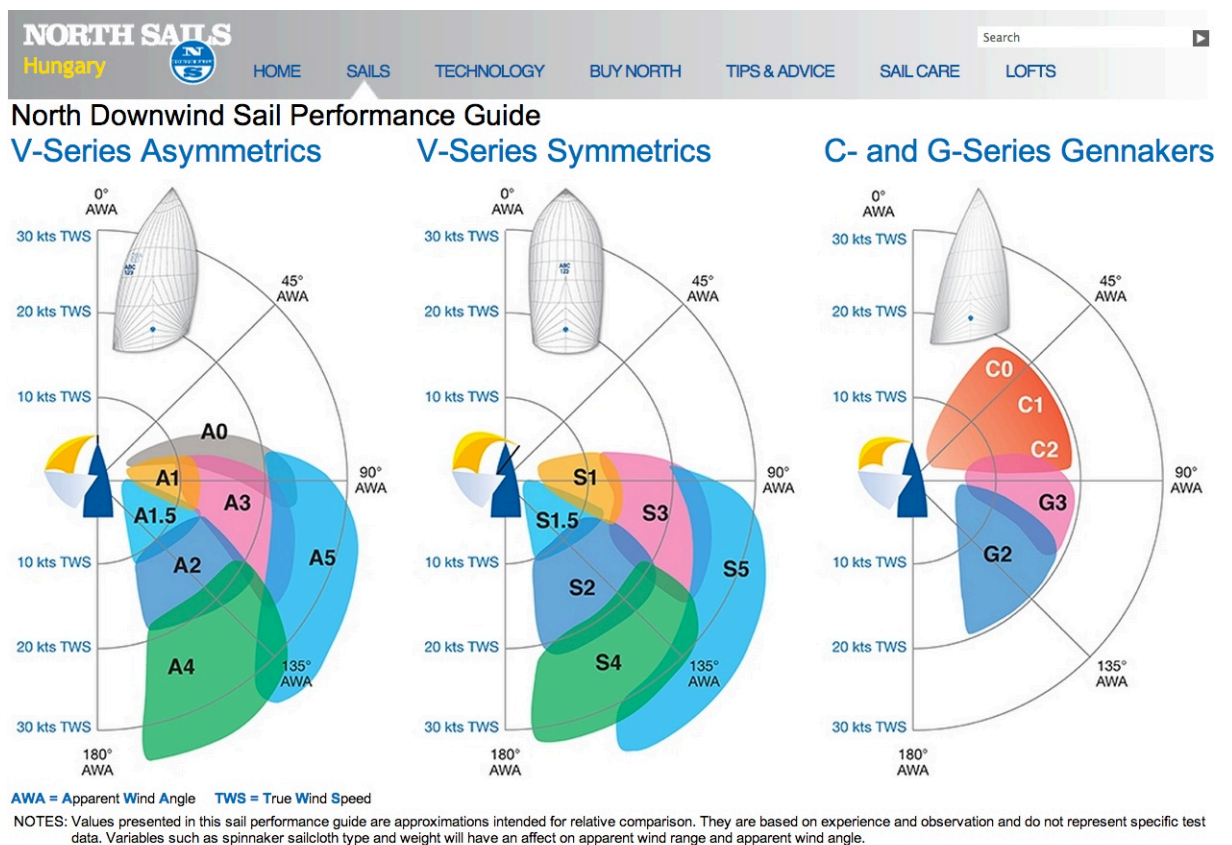 NORTH SAILS
Hungary
N
S
Search
HOME SAILS TECHNOLOGY BUY NORTH TIPS & ADVICE SAIL CARE LOFTS
North Downwind Sail Performance Guide
V-Series Asymmetrics
0°
AWA
30 kts TWS
ABC
123
45°
AWA
20 kts TWS
10 kts TWS
A0
A1
90°
AWA
A3
A1.5
A5
10 kts TWS
A2
20 kts TWS
A4
135°
AWA
30 kts TWS
180°
AWA
V-Series Symmetrics
0°
AWA
30 kts TWS
ABC
123
45°
AWA
20 kts TWS
10 kts TWS
S1
90°
AWA
S3
S1.5
10 kts TWS
S5
S2
20 kts TWS
S4
135°
AWA
30 kts TWS
180°
AWA
C- and G-Series Gennakers
0°
AWA
30 kts TWS
45°
AWA
20 kts TWS
C0
10 kts TWS
C1
C2
90°
AWA
G3
G2
10 kts TWS
20 kts TWS
135°
AWA
30 kts TWS
180°
AWA
AWA = Apparent Wind Angle TWS = True Wind Speed
NOTES: Values presented in this sail performance guide are approximations intended for relative comparison. They are based on experience and observation and do not represent specific test
data. Variables such as spinnaker sailcloth type and weight will have an affect on apparent wind range and apparent wind angle.